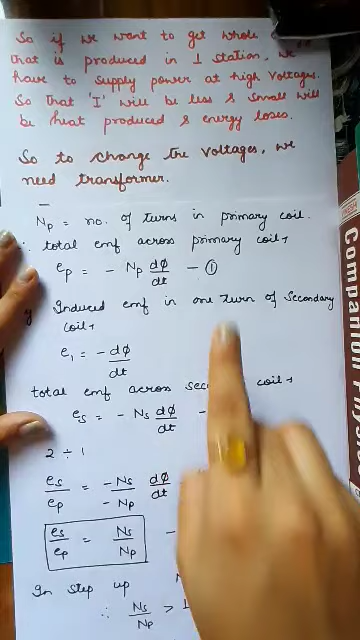 So if we want to get whole
that is produced in 1 station, we
have to supply power at high voltages.
So that 'I' will be less & small will
be heat produced & energy loses.
So to change the voltages, we
need transformer.
Np = no. of turns in primary coil.
∴ total emf across primary coil →
ep = - Np dφ/dt - ①
y Induced emf in one turn of Secondary
coil →
e1 = - dφ/dt
total emf across coil →
es = - Ns dφ/dt -
2 ÷ 1
es/ep = -Ns/-Np dφ/dt
es/ep = Ns/Np -
In step up N
∴ Ns/Np > 1